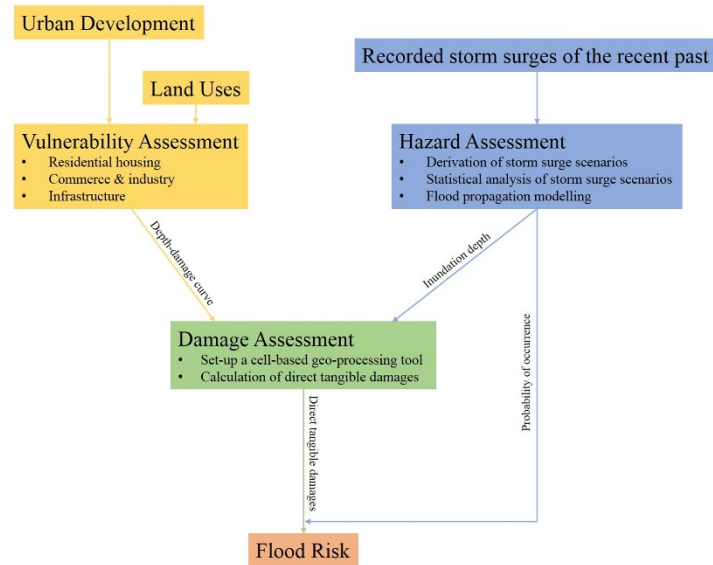 Urban Development
Land Uses
Recorded storm surges of the recent past
Vulnerability Assessment
• Residential housing
• Commerce & industry
• Infrastructure
Hazard Assessment
• Derivation of storm surge scenarios
• Statistical analysis of storm surge scenarios
• Flood propagation modelling
Depth-damage curve
Inundation depth
Probability of occurrence
Damage Assessment
• Set-up a cell-based geo-processing tool
• Calculation of direct tangible damages
Direct tangible
damages
Flood Risk